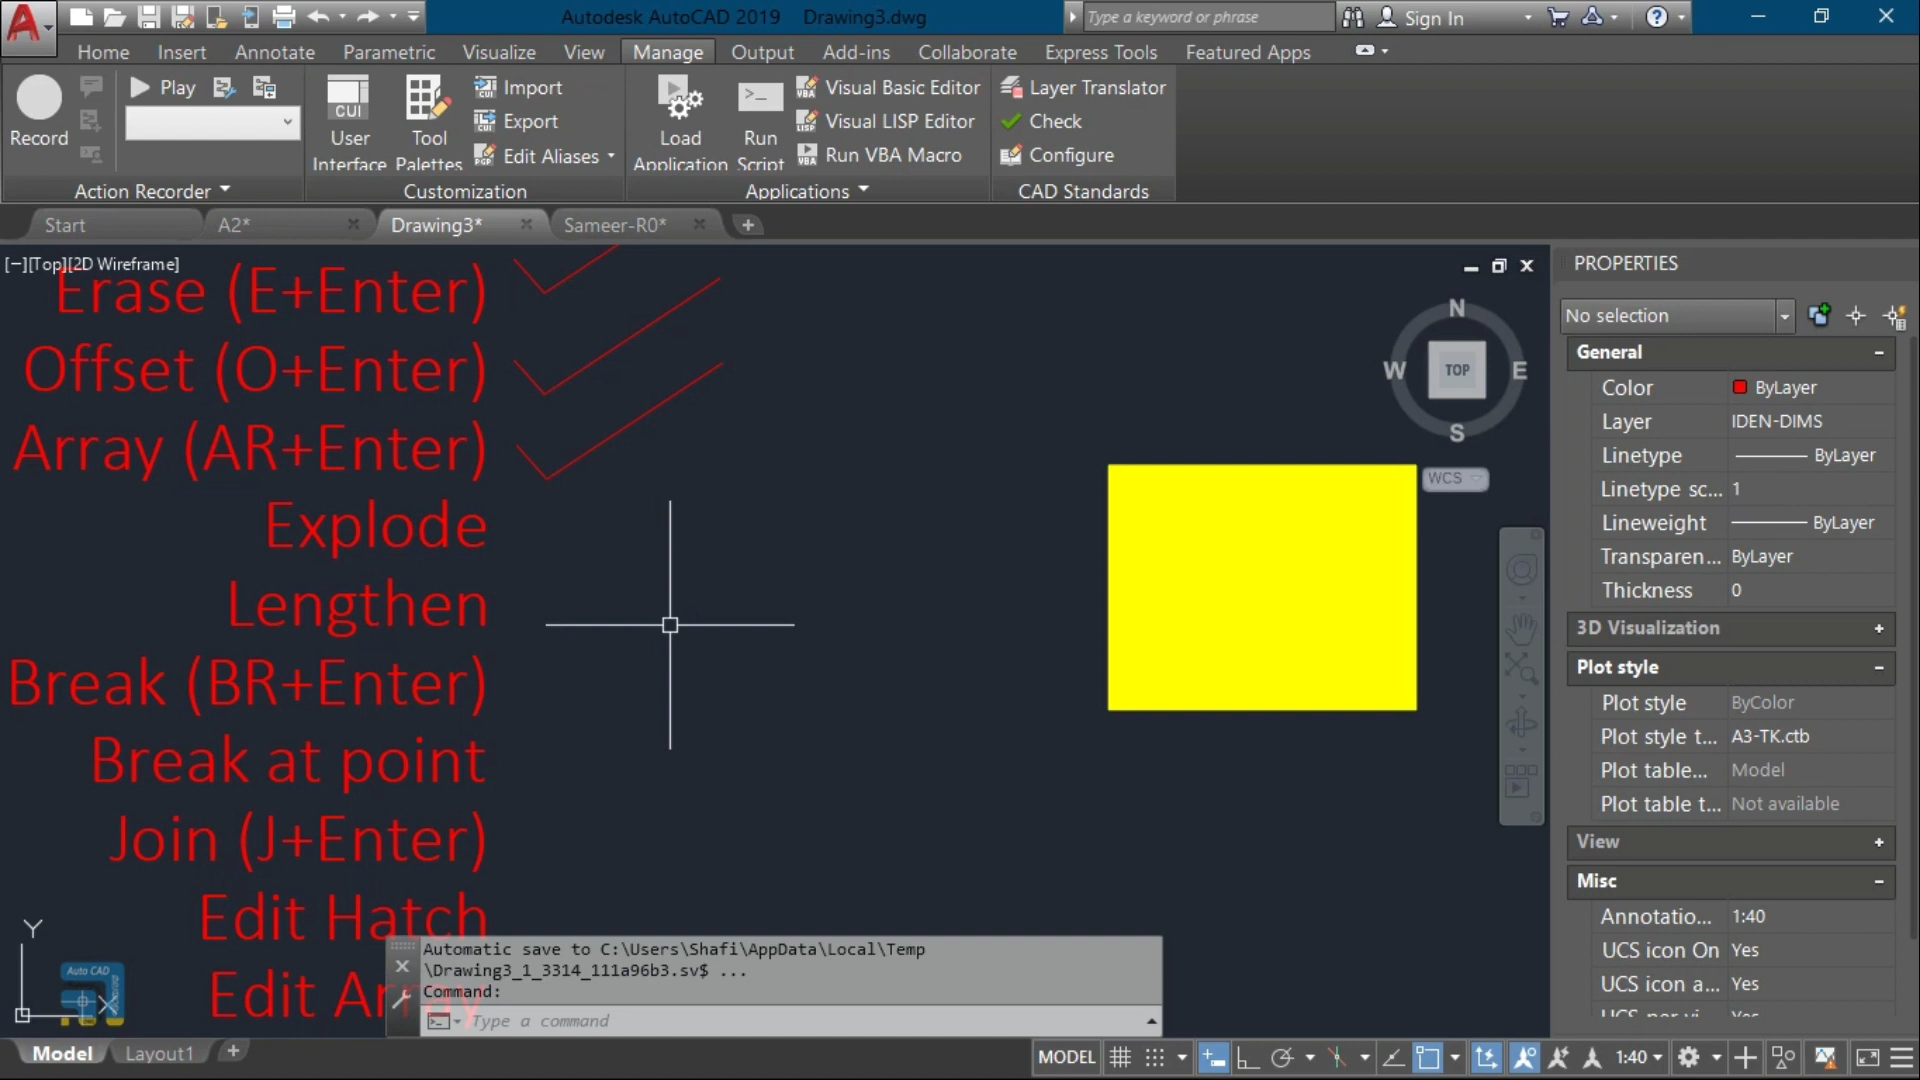 Autodesk AutoCAD 2019 Drawing3.dwg
Type a keyword or phrase
Sign In
Home Insert Annotate Parametric Visualize View Manage Output Add-ins Collaborate Express Tools Featured Apps
Record
Play
Action Recorder
CUI
User Interface
Tool Palettes
Import
Export
Edit Aliases
Customization
Load Application
Run Script
Visual Basic Editor
Visual LISP Editor
Run VBA Macro
Applications
Layer Translator
Check
Configure
CAD Standards
Start A2* Drawing3* Sameer-R0*
[−][Top][2D Wireframe]
Erase (E+Enter)
Offset (O+Enter)
Array (AR+Enter)
Explode
Lengthen
Break (BR+Enter)
Break at point
Join (J+Enter)
Edit Hatch
Edit Array
N
W TOP E
S
WCS
Y
X
Auto CAD
Automatic save to C:\Users\Shafi\AppData\Local\Temp
\Drawing3_1_3314_111a96b3.sv$ ...
Command:
Type a command
PROPERTIES
No selection
General
Color ByLayer
Layer IDEN-DIMS
Linetype ByLayer
Linetype sc... 1
Lineweight ByLayer
Transparen... ByLayer
Thickness 0
3D Visualization
Plot style
Plot style ByColor
Plot style t... A3-TK.ctb
Plot table... Model
Plot table t... Not available
View
Misc
Annotatio... 1:40
UCS icon On Yes
UCS icon a... Yes
Model Layout1
MODEL
1:40